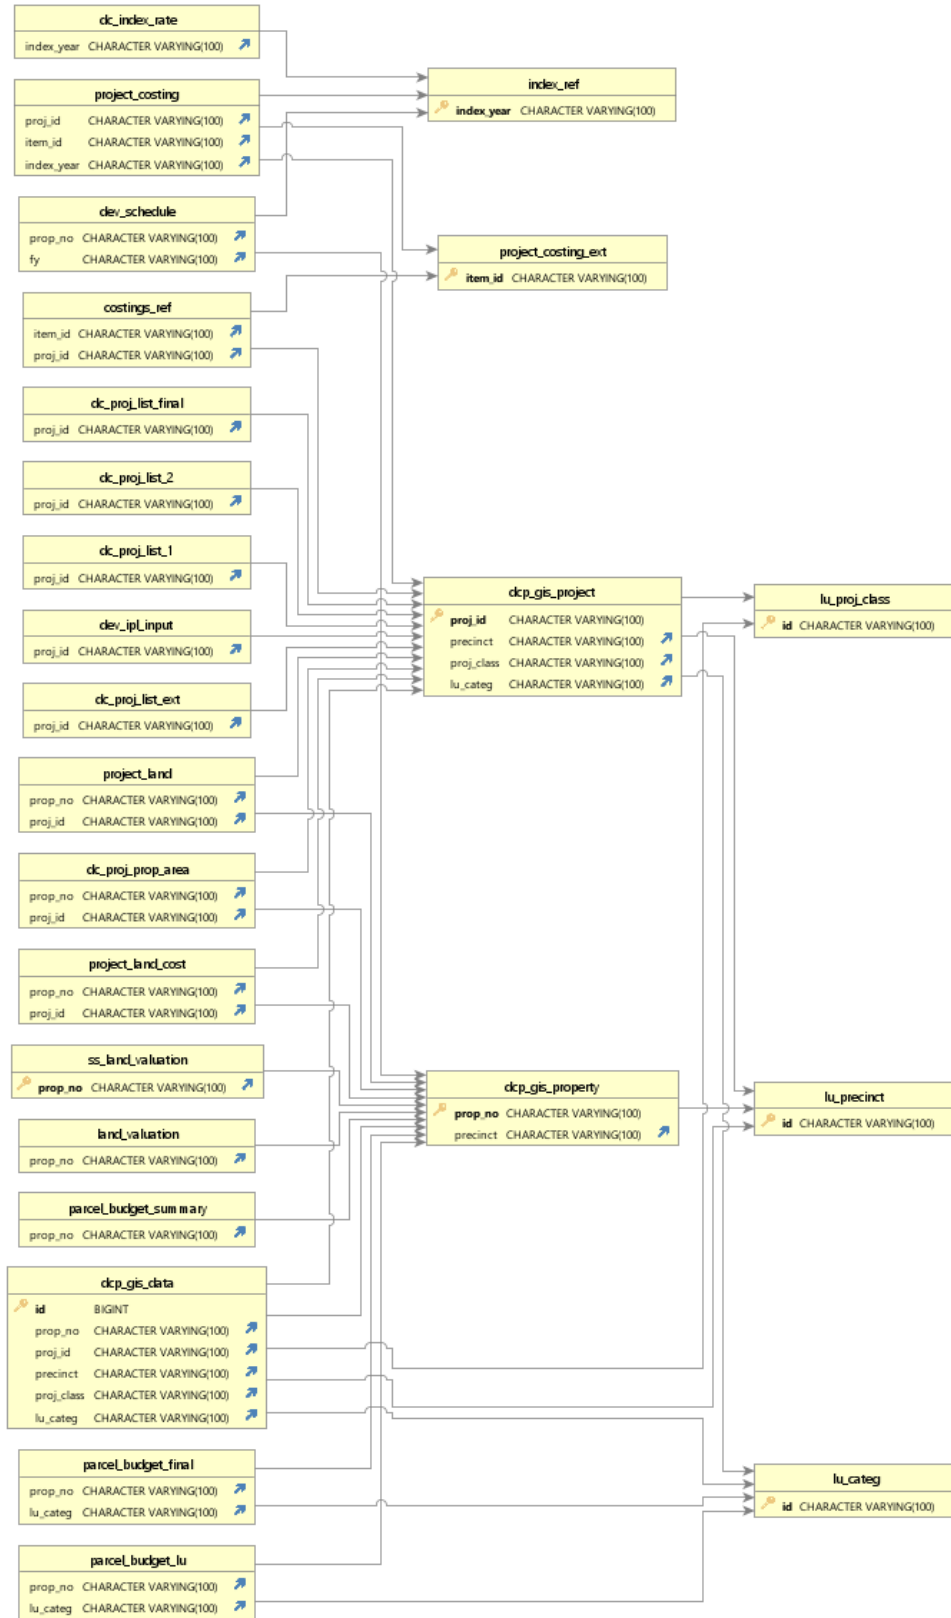 dc_index_rate
index_year CHARACTER VARYING(100)
project_costing
proj_id CHARACTER VARYING(100)
item_id CHARACTER VARYING(100)
index_year CHARACTER VARYING(100)
dev_schedule
prop_no CHARACTER VARYING(100)
fy CHARACTER VARYING(100)
costings_ref
item_id CHARACTER VARYING(100)
proj_id CHARACTER VARYING(100)
dc_proj_list_final
proj_id CHARACTER VARYING(100)
dc_proj_list_2
proj_id CHARACTER VARYING(100)
dc_proj_list_1
proj_id CHARACTER VARYING(100)
dev_ipl_input
proj_id CHARACTER VARYING(100)
dc_proj_list_ext
proj_id CHARACTER VARYING(100)
project_land
prop_no CHARACTER VARYING(100)
proj_id CHARACTER VARYING(100)
dc_proj_prop_area
prop_no CHARACTER VARYING(100)
proj_id CHARACTER VARYING(100)
project_land_cost
prop_no CHARACTER VARYING(100)
proj_id CHARACTER VARYING(100)
ss_land_valuation
prop_no CHARACTER VARYING(100)
land_valuation
prop_no CHARACTER VARYING(100)
parcel_budget_summary
prop_no CHARACTER VARYING(100)
dcp_gis_data
id BIGINT
prop_no CHARACTER VARYING(100)
proj_id CHARACTER VARYING(100)
precinct CHARACTER VARYING(100)
proj_class CHARACTER VARYING(100)
lu_categ CHARACTER VARYING(100)
parcel_budget_final
prop_no CHARACTER VARYING(100)
lu_categ CHARACTER VARYING(100)
parcel_budget_lu
prop_no CHARACTER VARYING(100)
lu_categ CHARACTER VARYING(100)
index_ref
index_year CHARACTER VARYING(100)
project_costing_ext
item_id CHARACTER VARYING(100)
dcp_gis_project
proj_id CHARACTER VARYING(100)
precinct CHARACTER VARYING(100)
proj_class CHARACTER VARYING(100)
lu_categ CHARACTER VARYING(100)
dcp_gis_property
prop_no CHARACTER VARYING(100)
precinct CHARACTER VARYING(100)
lu_proj_class
id CHARACTER VARYING(100)
lu_precinct
id CHARACTER VARYING(100)
lu_categ
id CHARACTER VARYING(100)